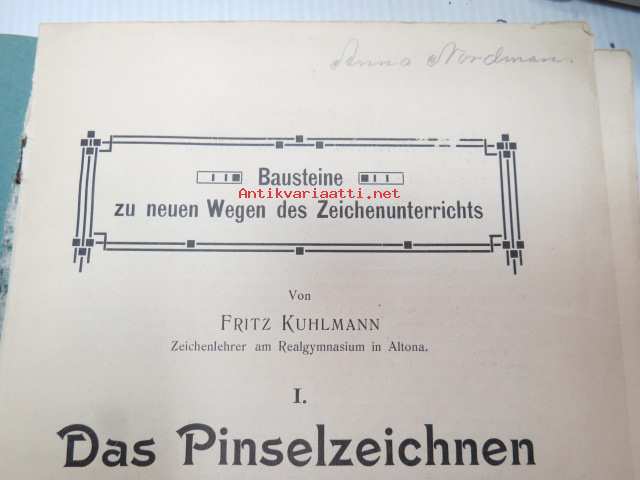 Anna Nordman.
Bausteine
Antikvariaatti.net
zu neuen Wegen des Zeichenunterrichts
Von
FRITZ KUHLMANN
Zeichenlehrer am Realgymnasium in Altona.
I.
Das Pinselzeichnen